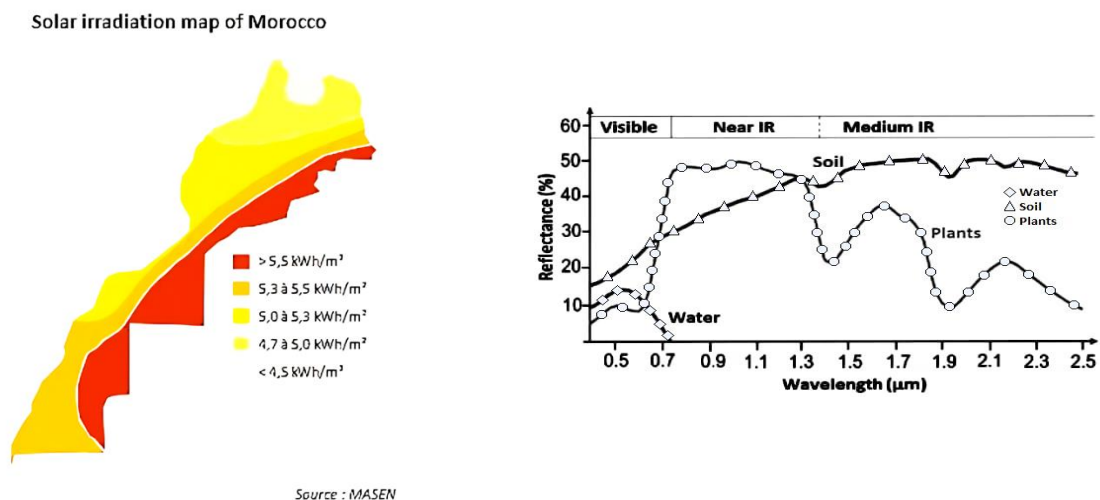 Solar irradiation map of Morocco
> 5,5 kWh/m²
5,3 à 5,5 kWh/m²
5,0 à 5,3 kWh/m²
4,7 à 5,0 kWh/m²
< 4,5 kWh/m²
Source : MASEN
Visible Near IR Medium IR
Reflectance (%)
60
50
40
30
20
10
0
Soil
Plants
Water
Water
Soil
Plants
0.5 0.7 0.9 1.1 1.3 1.5 1.7 1.9 2.1 2.3 2.5
Wavelength (µm)